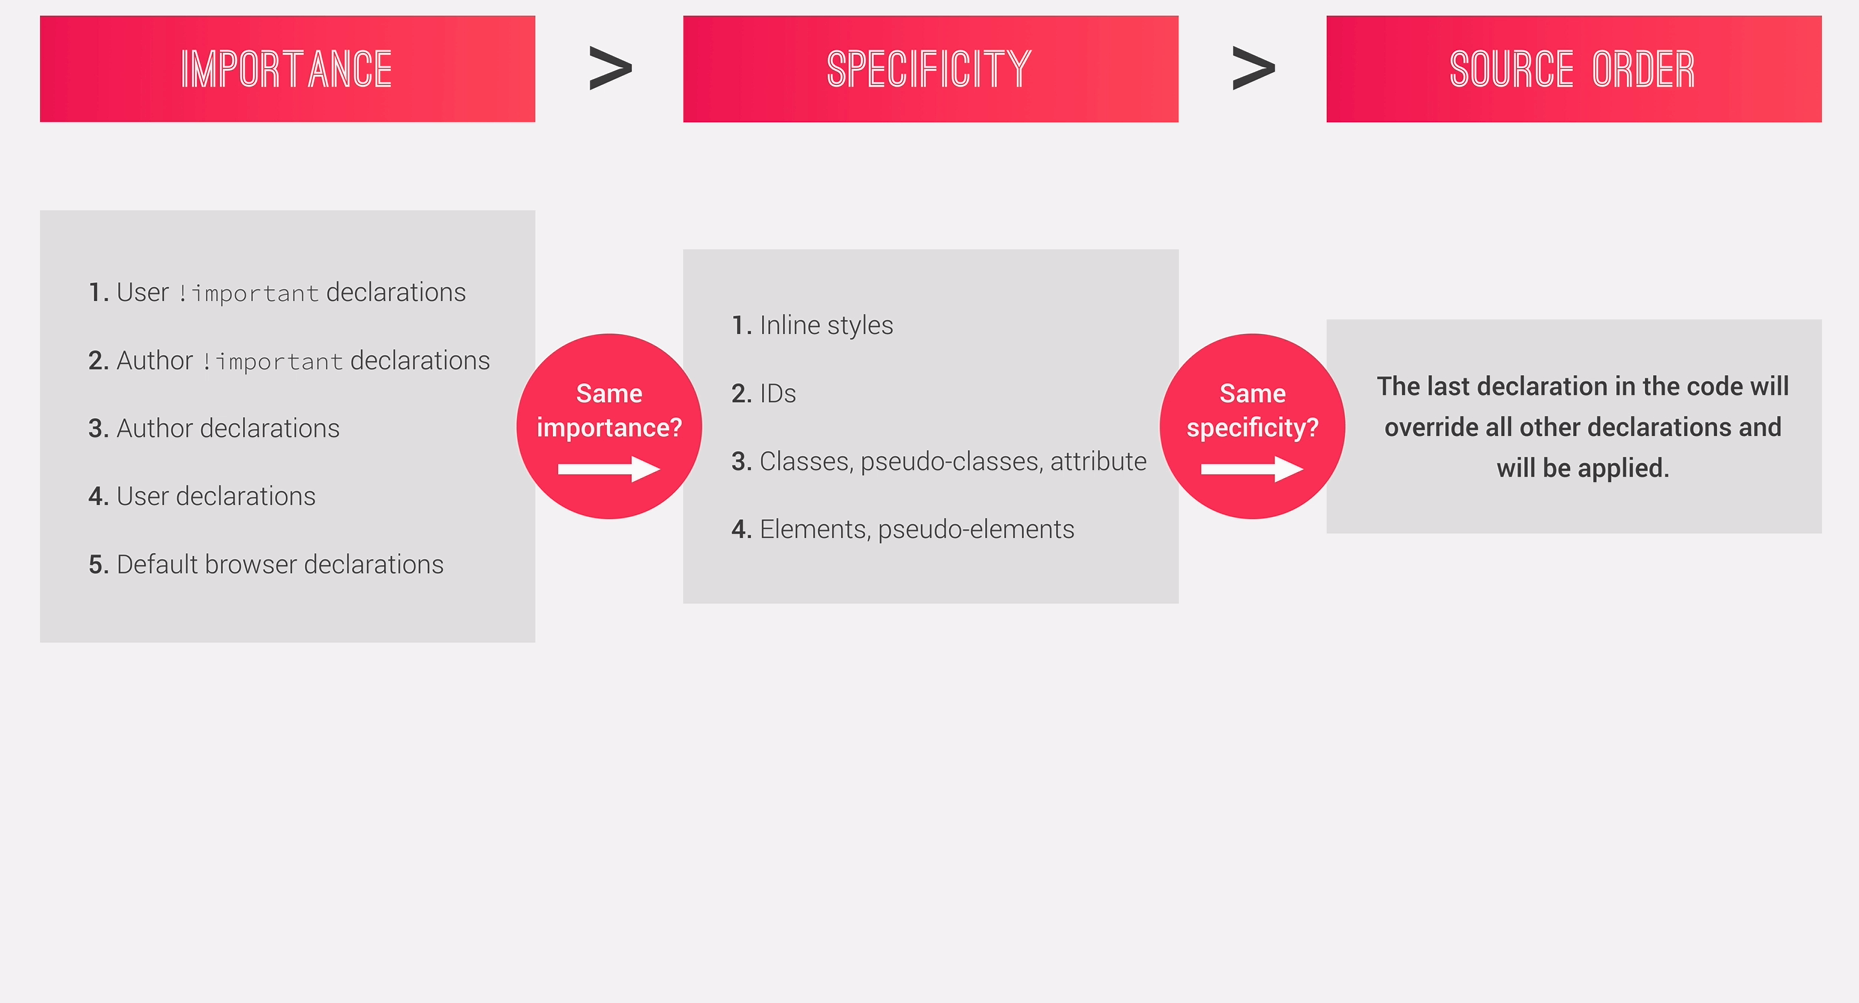 IMPORTANCE > SPECIFICITY > SOURCE ORDER
1. User !important declarations
2. Author !important declarations
3. Author declarations
4. User declarations
5. Default browser declarations
Same
importance?
1. Inline styles
2. IDs
3. Classes, pseudo-classes, attribute
4. Elements, pseudo-elements
Same
specificity?
The last declaration in the code will
override all other declarations and
will be applied.